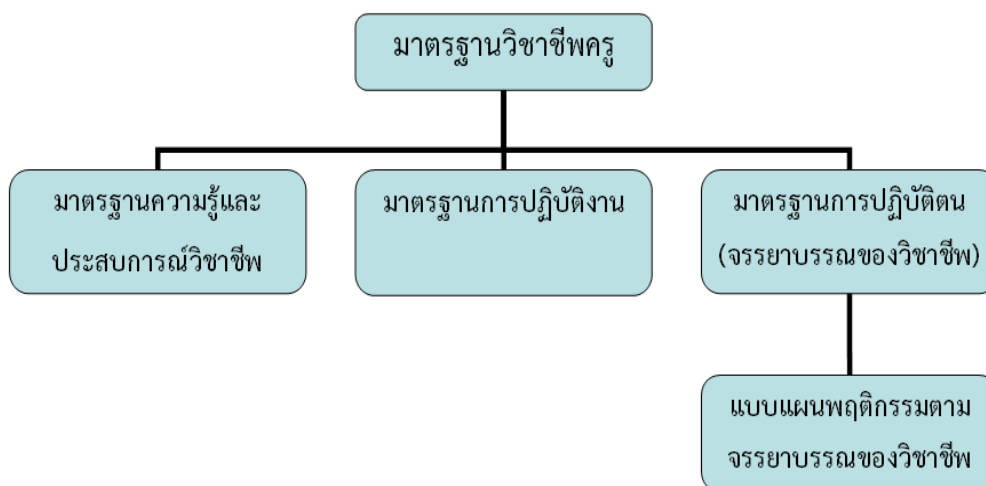 มาตรฐานวิชาชีพครู
มาตรฐานความรู้และ
ประสบการณ์วิชาชีพ
มาตรฐานการปฏิบัติงาน
มาตรฐานการปฏิบัติตน
(จรรยาบรรณของวิชาชีพ)
แบบแผนพฤติกรรมตาม
จรรยาบรรณของวิชาชีพ